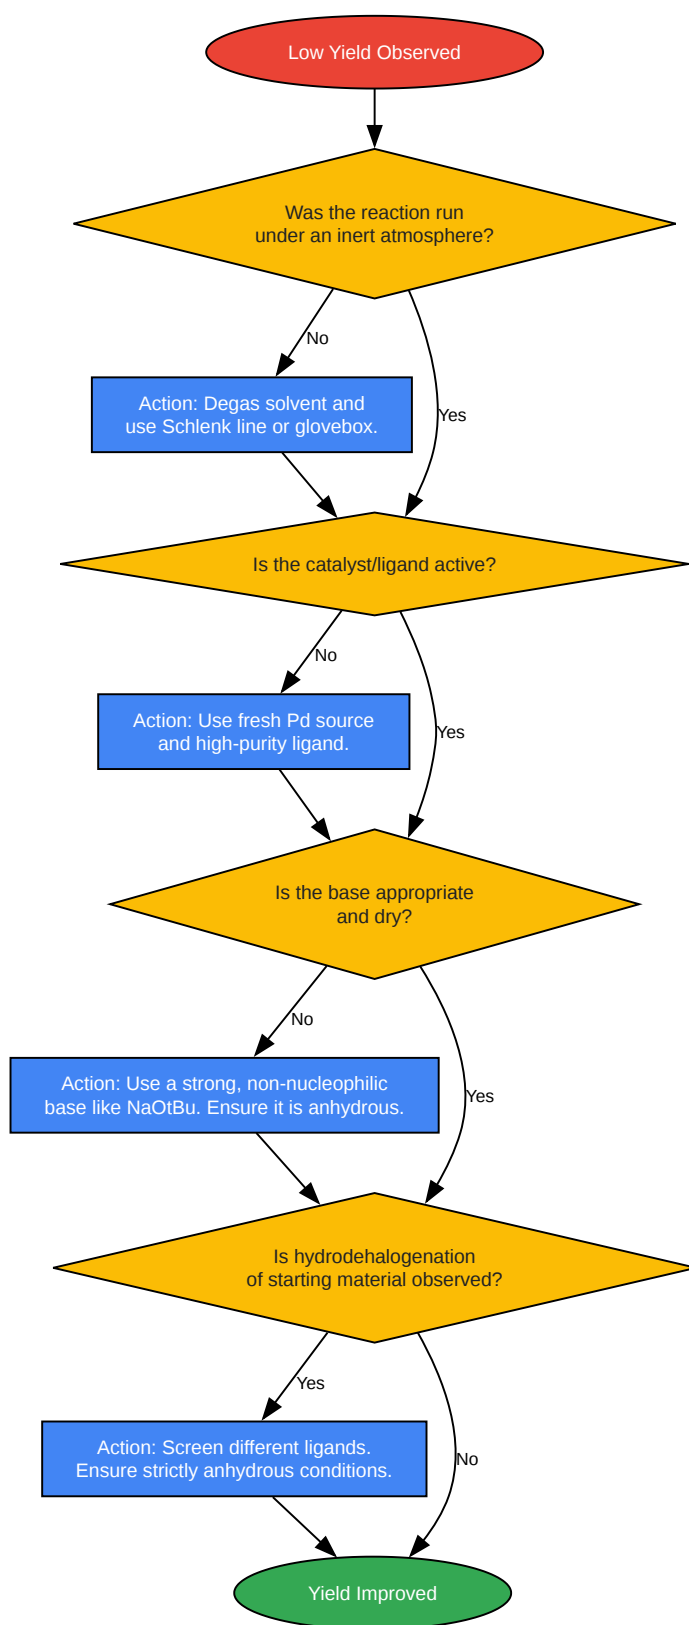 Low Yield Observed
Was the reaction run
under an inert atmosphere?
No
Action: Degas solvent and
use Schlenk line or glovebox.
Yes
Is the catalyst/ligand active?
No
Action: Use fresh Pd source
and high-purity ligand.
Yes
Is the base appropriate
and dry?
No
Action: Use a strong, non-nucleophilic
base like NaOtBu. Ensure it is anhydrous.
Yes
Is hydrodehalogenation
of starting material observed?
Yes
Action: Screen different ligands.
Ensure strictly anhydrous conditions.
No
Yield Improved